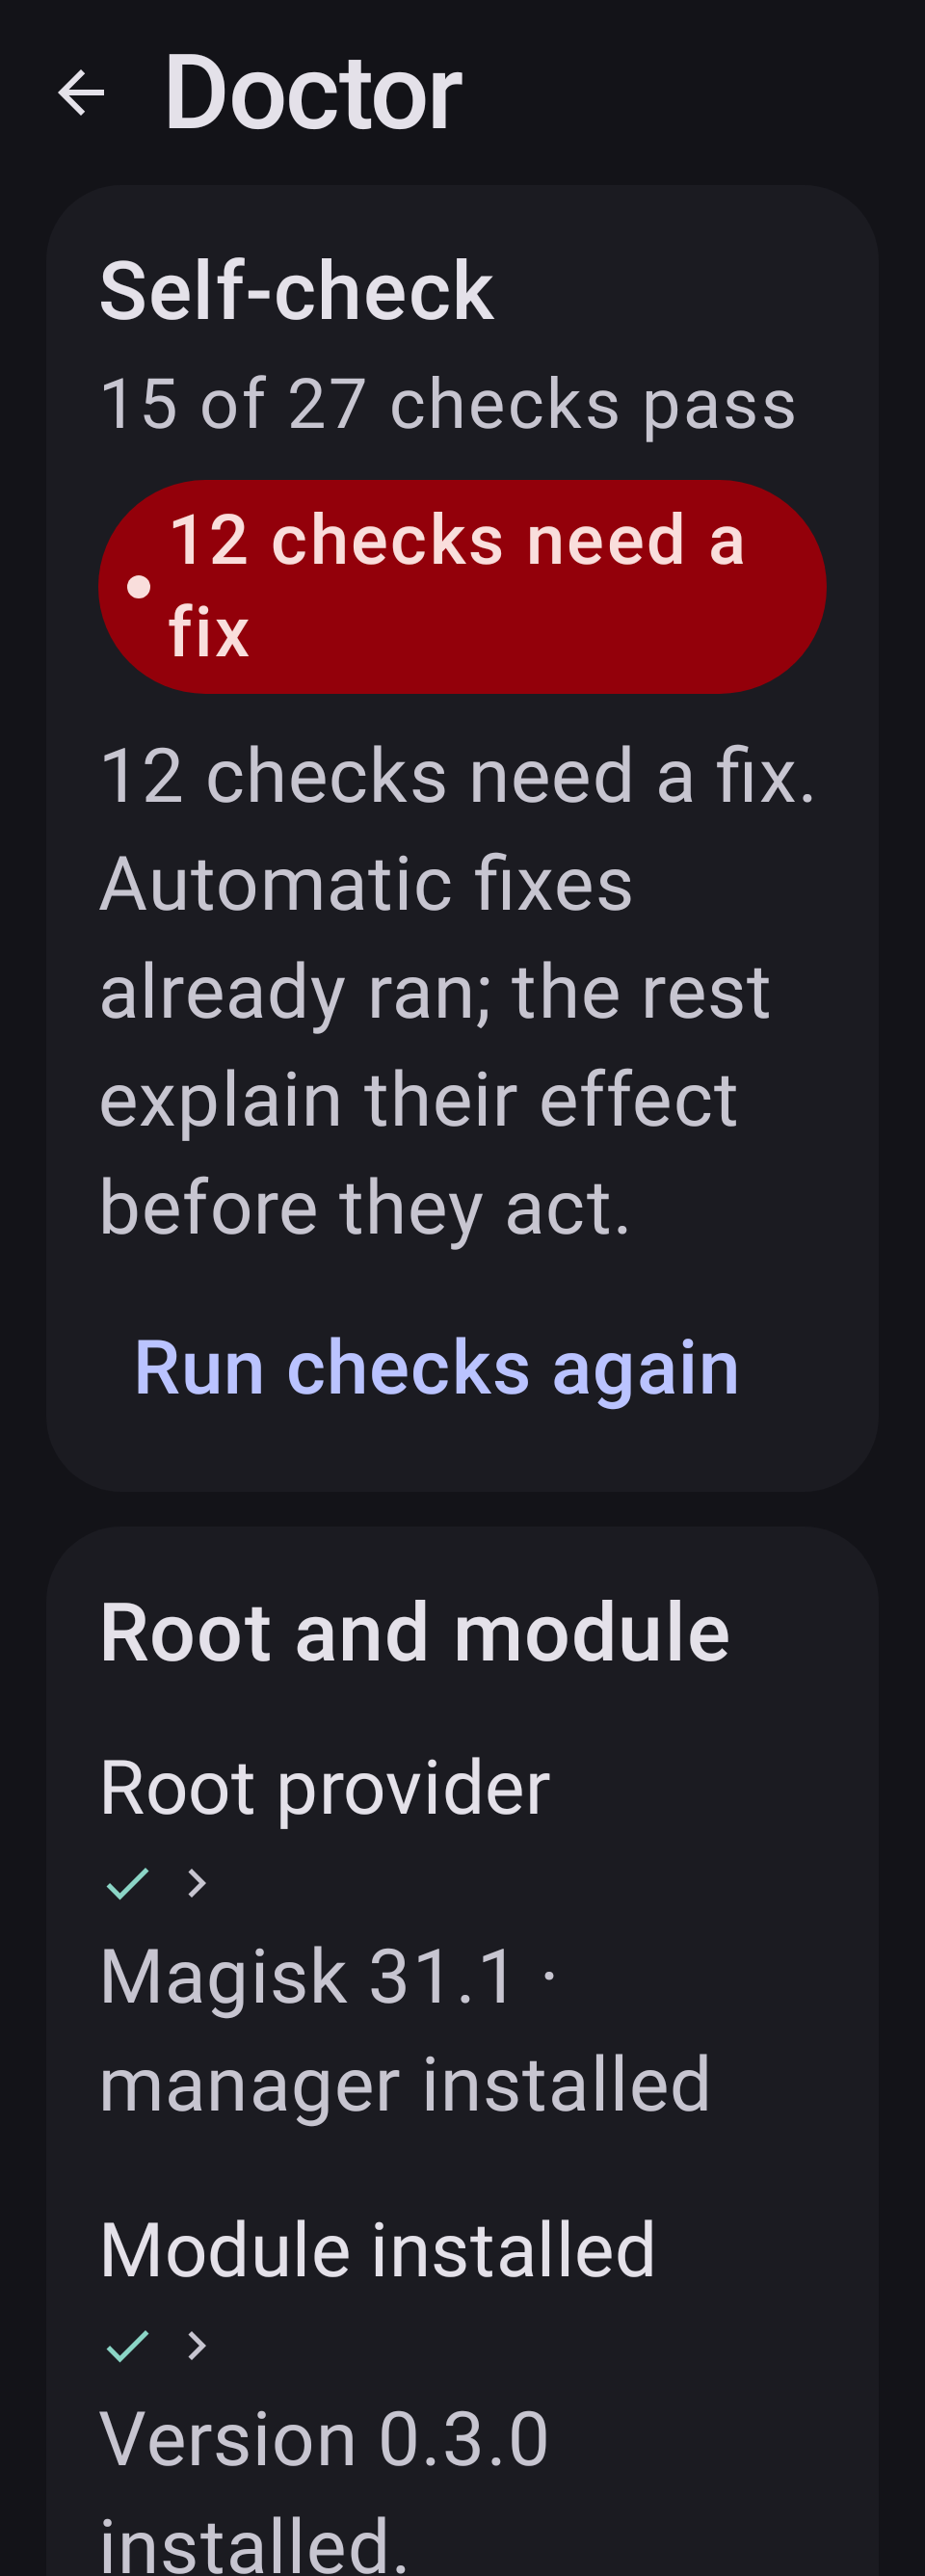 Doctor
Self-check
15 of 27 checks pass
12 checks need a
fix
12 checks need a fix.
Automatic fixes
already ran; the rest
explain their effect
before they act.
Run checks again
Root and module
Root provider
Magisk 31.1 ·
manager installed
Module installed
Version 0.3.0
installed.